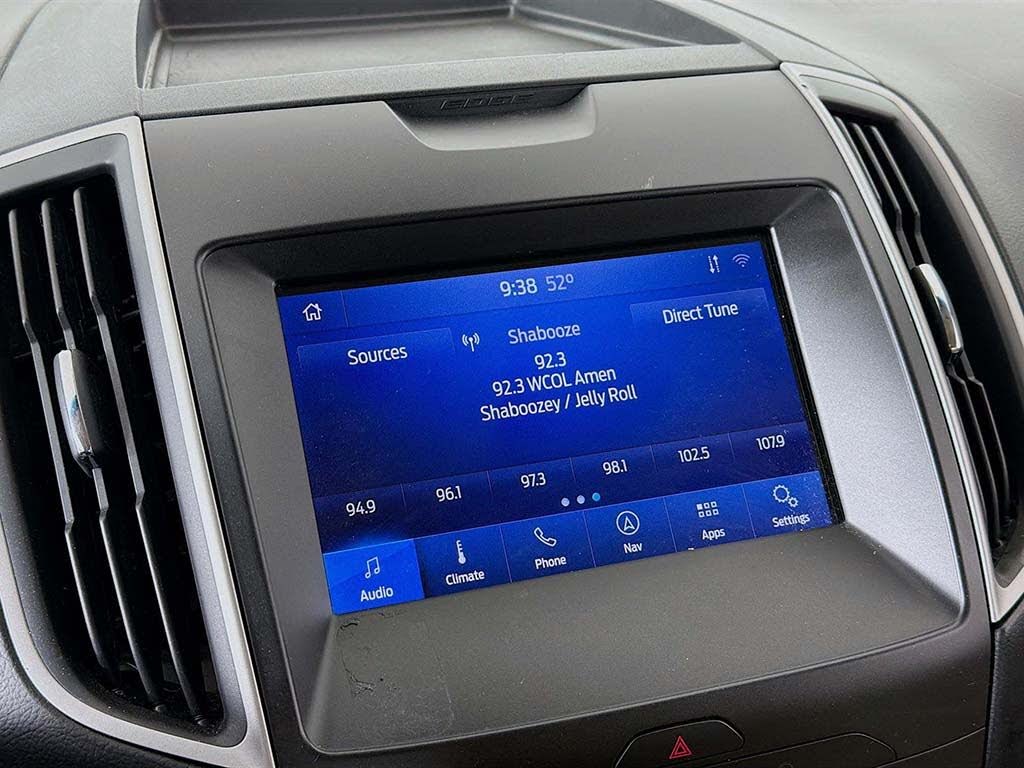 EDGE
9:38 52°
Sources
Shabooze
Direct Tune
92.3
92.3 WCOL Amen
Shaboozey / Jelly Roll
94.9 96.1 97.3 98.1 102.5 107.9
Audio Climate Phone Nav Apps Settings